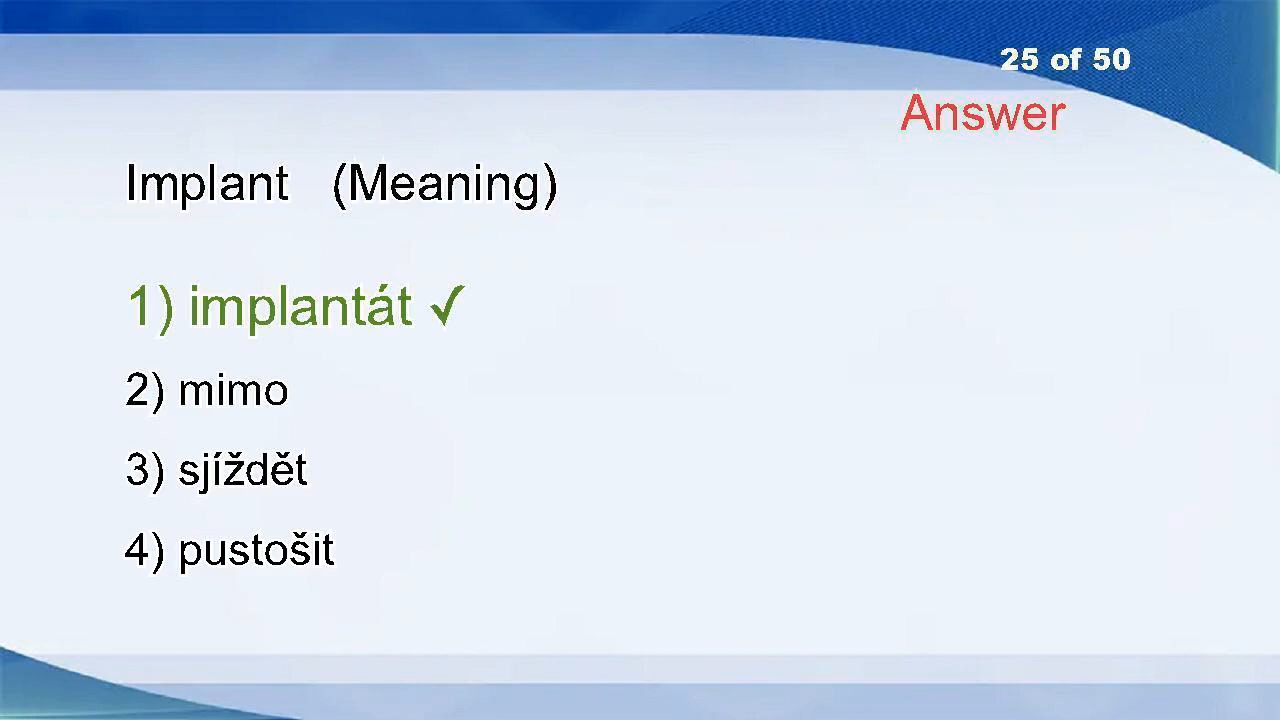 25 of 50
Answer
Implant (Meaning)
1) implantát ✓
2) mimo
3) sjíždět
4) pustošit